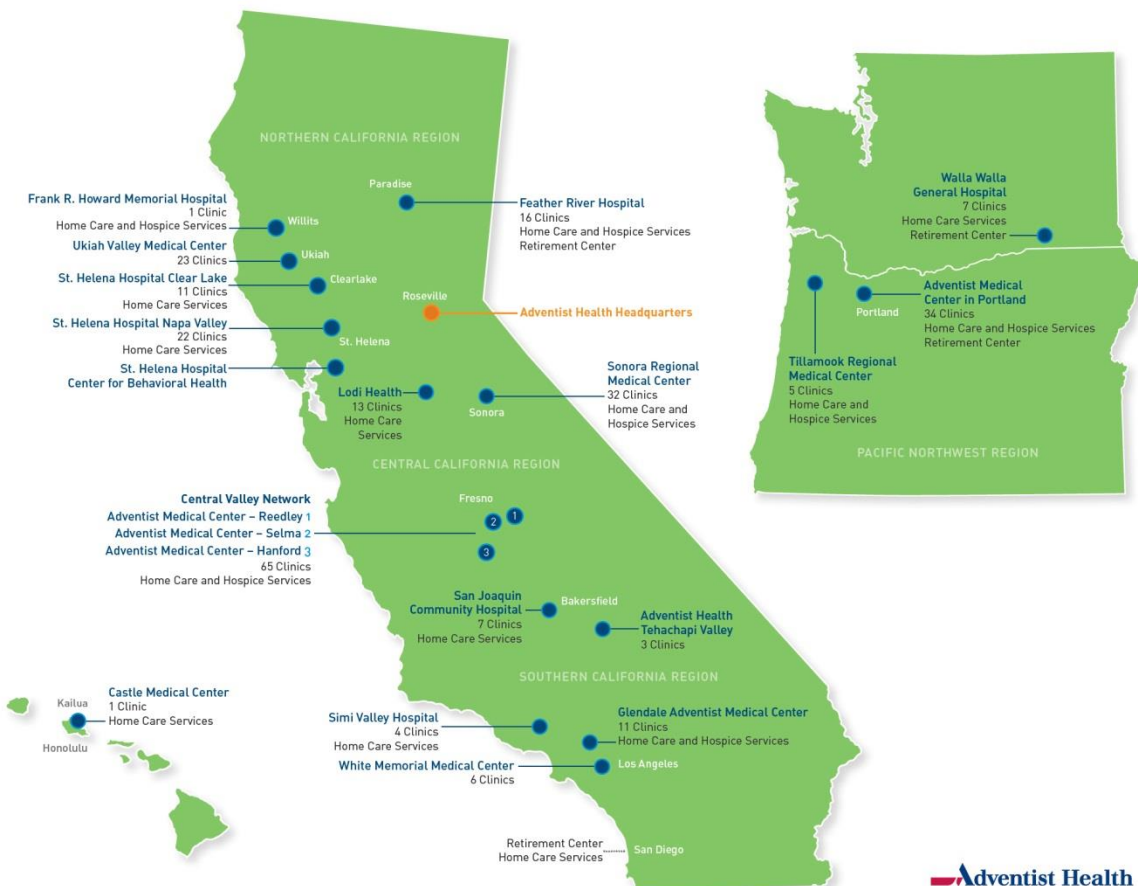 NORTHERN CALIFORNIA REGION
Paradise
Frank R. Howard Memorial Hospital
1 Clinic
Home Care and Hospice Services
Willits
Feather River Hospital
16 Clinics
Home Care and Hospice Services
Retirement Center
Ukiah Valley Medical Center
23 Clinics
Ukiah
St. Helena Hospital Clear Lake
11 Clinics
Home Care Services
Clearlake
Roseville
Adventist Health Headquarters
St. Helena Hospital Napa Valley
22 Clinics
Home Care Services
St. Helena
St. Helena Hospital
Center for Behavioral Health
Lodi Health
13 Clinics
Home Care
Services
Sonora Regional
Medical Center
32 Clinics
Home Care and
Hospice Services
Sonora
CENTRAL CALIFORNIA REGION
Central Valley Network
Adventist Medical Center – Reedley 1
Adventist Medical Center – Selma 2
Adventist Medical Center – Hanford 3
65 Clinics
Home Care and Hospice Services
Fresno
1
2
3
San Joaquin
Community Hospital
7 Clinics
Home Care Services
Bakersfield
Adventist Health
Tehachapi Valley
3 Clinics
SOUTHERN CALIFORNIA REGION
Simi Valley Hospital
4 Clinics
Home Care Services
Glendale Adventist Medical Center
11 Clinics
Home Care and Hospice Services
White Memorial Medical Center
6 Clinics
Los Angeles
Retirement Center
Home Care Services
San Diego
Kailua
Honolulu
Castle Medical Center
1 Clinic
Home Care Services
Walla Walla
General Hospital
7 Clinics
Home Care Services
Retirement Center
Portland
Adventist Medical
Center in Portland
34 Clinics
Home Care and Hospice Services
Retirement Center
Tillamook Regional
Medical Center
5 Clinics
Home Care and
Hospice Services
PACIFIC NORTHWEST REGION
Adventist Health